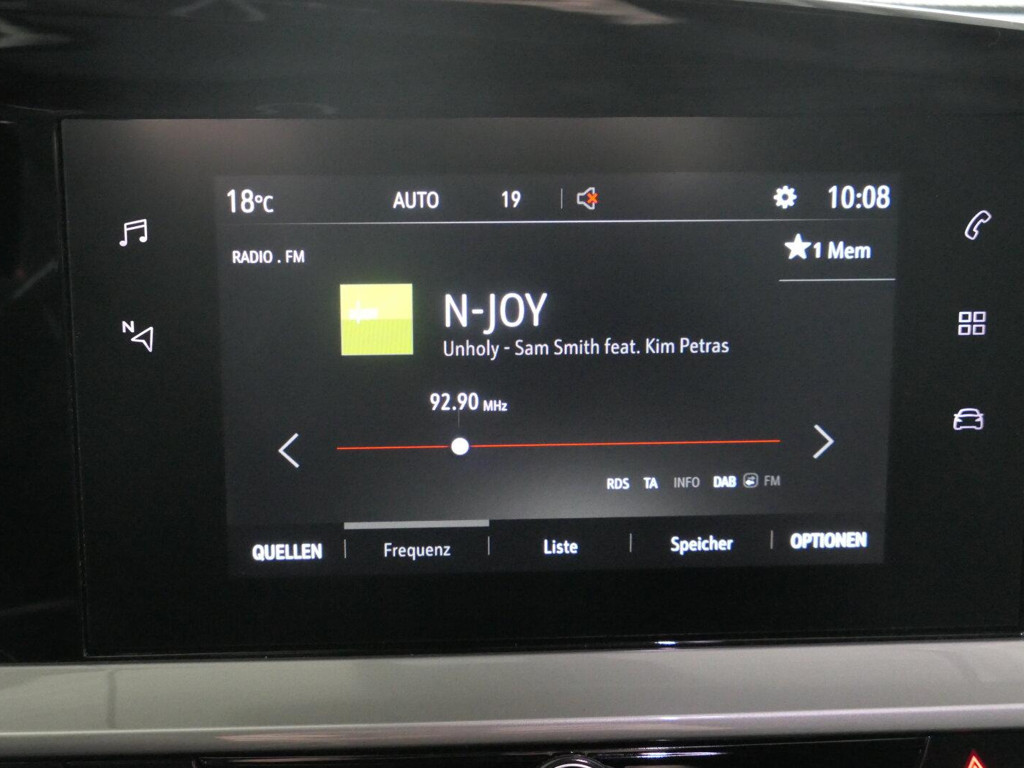 18°C AUTO 19 10:08
RADIO . FM
1 Mem
N-JOY
Unholy - Sam Smith feat. Kim Petras
92.90 MHz
N
RDS TA INFO DAB FM
QUELLEN Frequenz Liste Speicher OPTIONEN